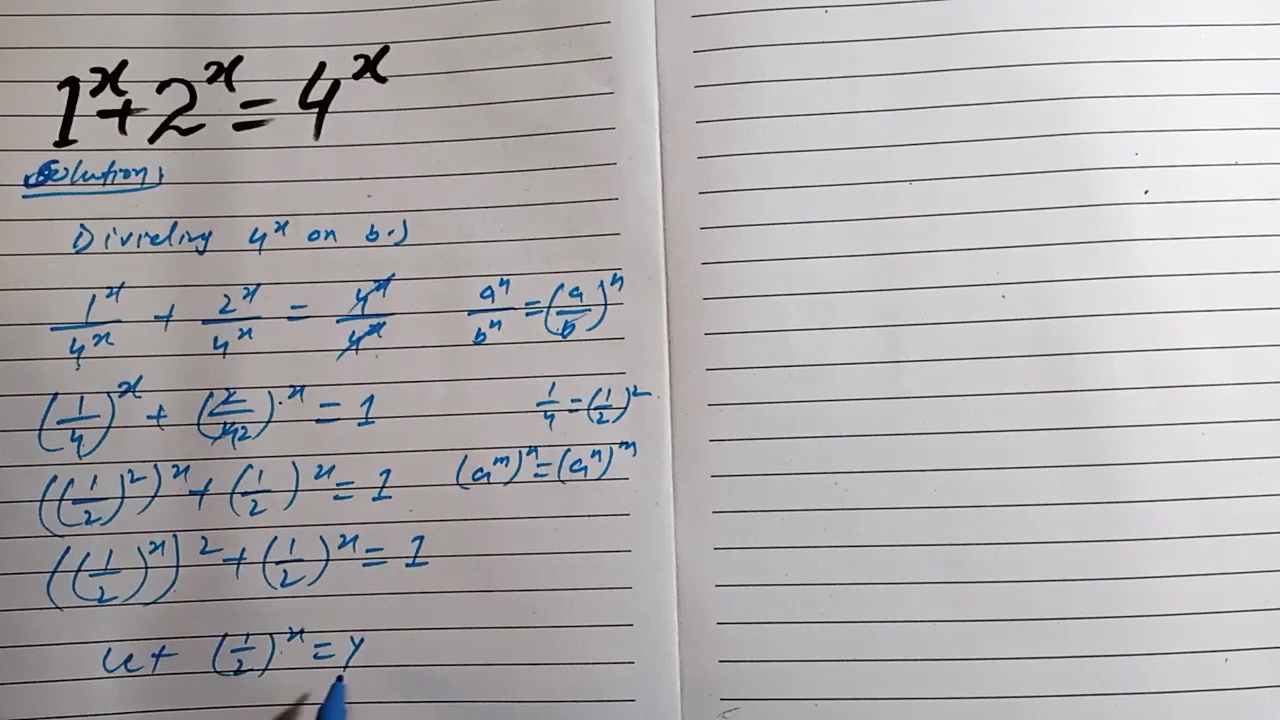 1^x + 2^x = 4^x
Solution,
Dividing 4^x on b.s
1^x/4^x + 2^x/4^x = 4^x/4^x a^n/b^n = (a/b)^n
(1/4)^x + (2/4 2)^x = 1 1/4 = (1/2)^2
((1/2)^2)^x + (1/2)^x = 1 (a^m)^n = (a^n)^m
((1/2)^x)^2 + (1/2)^x = 1
Let (1/2)^x = y